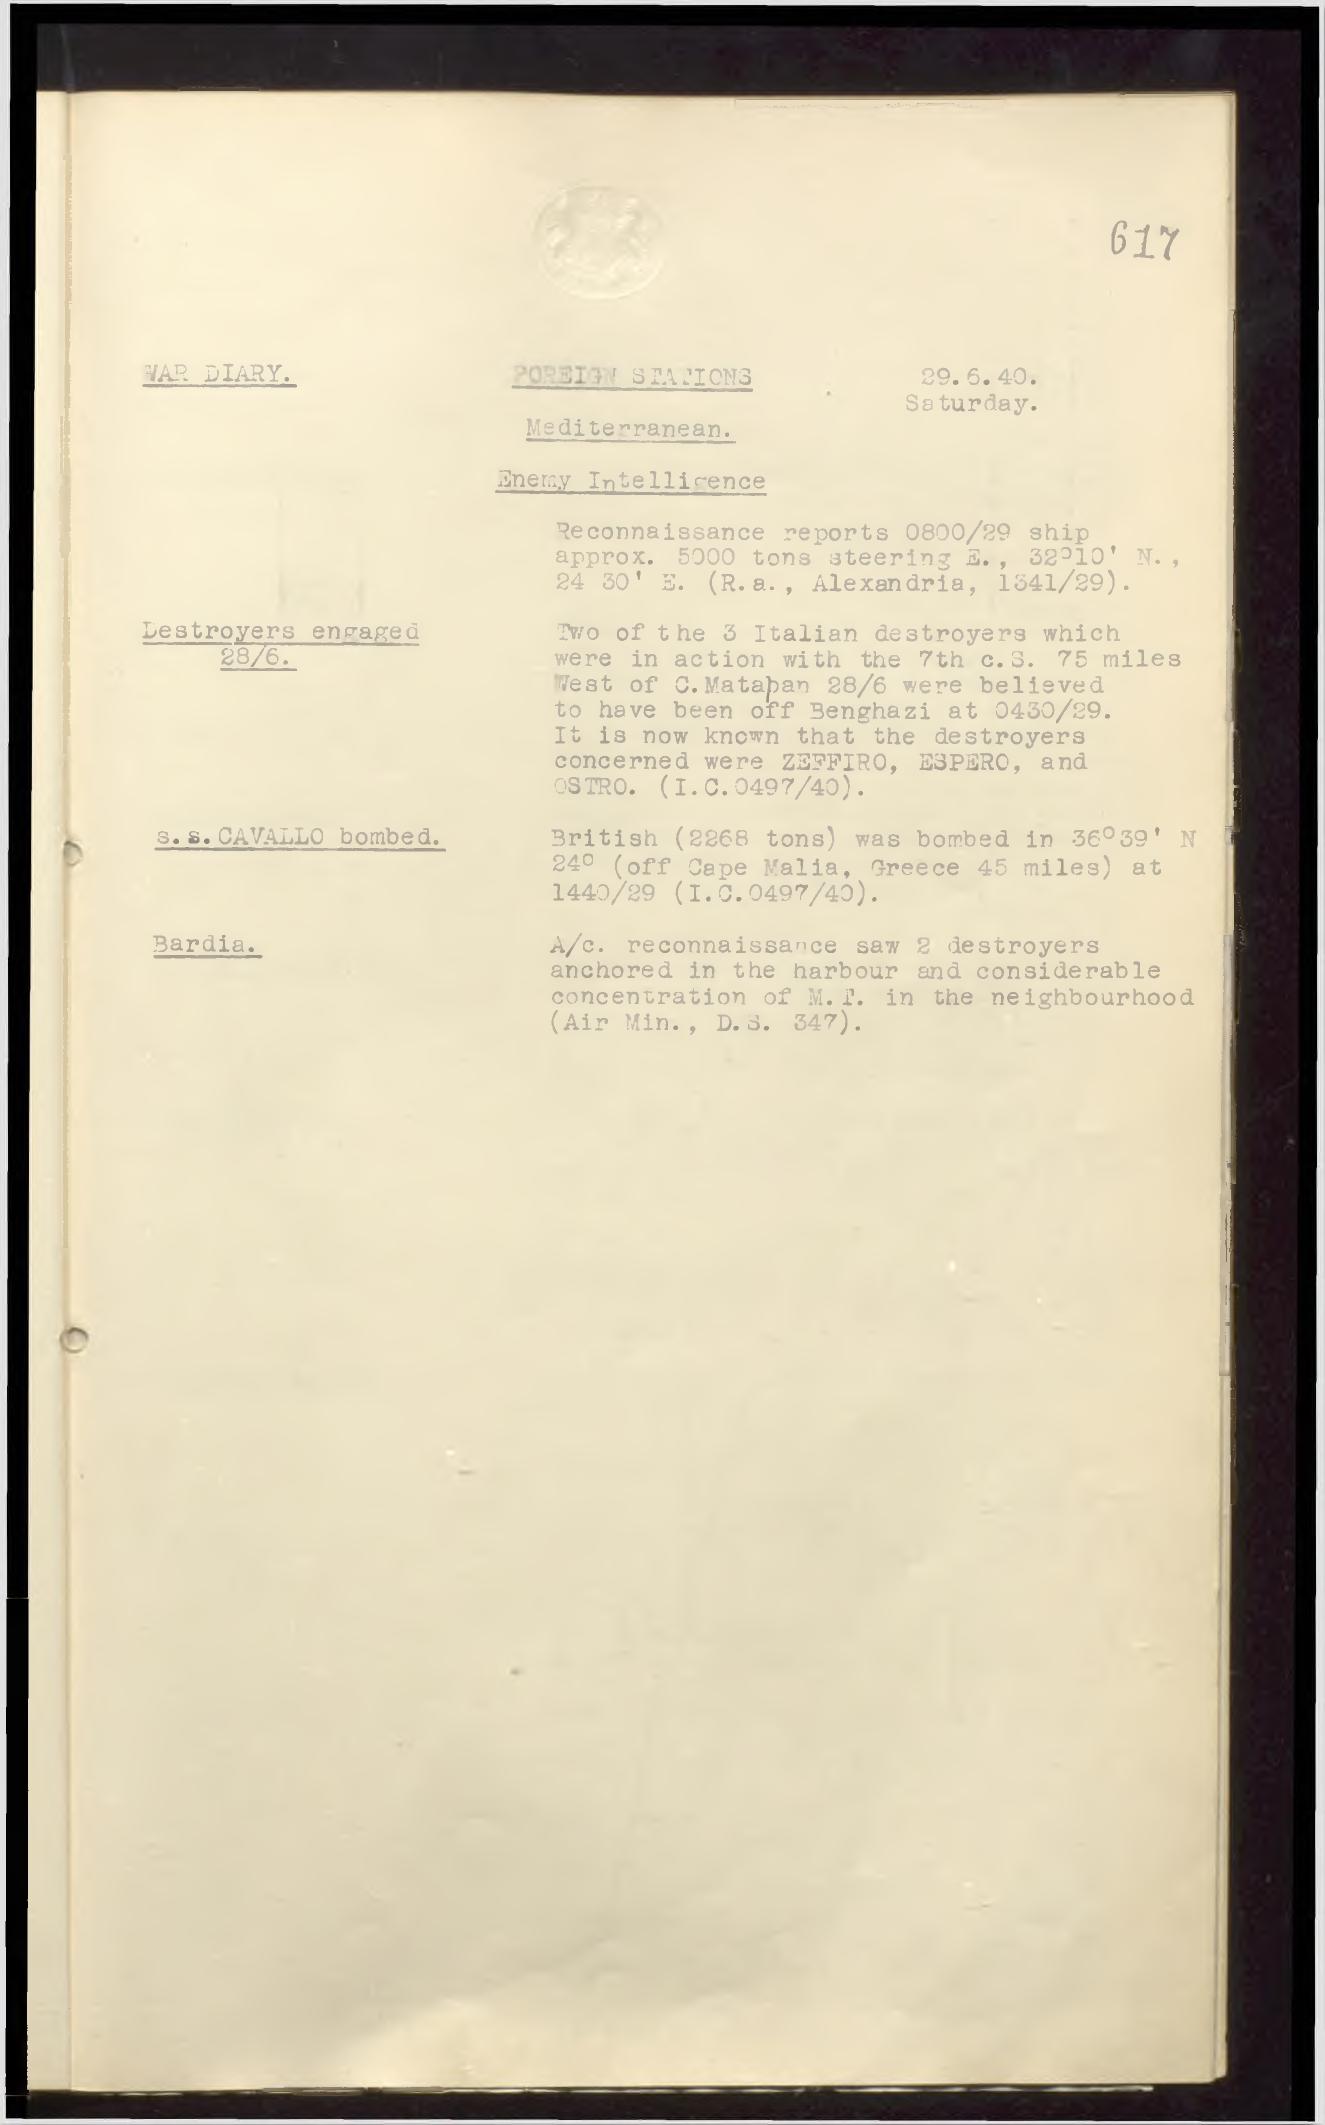 617
WAR DIARY.
FOREIGN STATIONS
29.6.40.
Saturday.
Mediterranean.
Enemy Intelligence
Reconnaissance reports 0800/29 ship
approx. 5000 tons steering E., 32°10' N.,
24 30' E. (R.a., Alexandria, 1341/29).
Destroyers engaged
28/6.
Two of the 3 Italian destroyers which
were in action with the 7th c.S. 75 miles
West of C.Matapan 28/6 were believed
to have been off Benghazi at 0430/29.
It is now known that the destroyers
concerned were ZEFFIRO, ESPERO, and
OSTRO. (I.C.0497/40).
s.s.CAVALLO bombed.
British (2268 tons) was bombed in 36°39' N
24° (off Cape Malia, Greece 45 miles) at
1440/29 (I.C.0497/40).
Bardia.
A/c. reconnaissance saw 2 destroyers
anchored in the harbour and considerable
concentration of M.T. in the neighbourhood
(Air Min., D.S. 347).